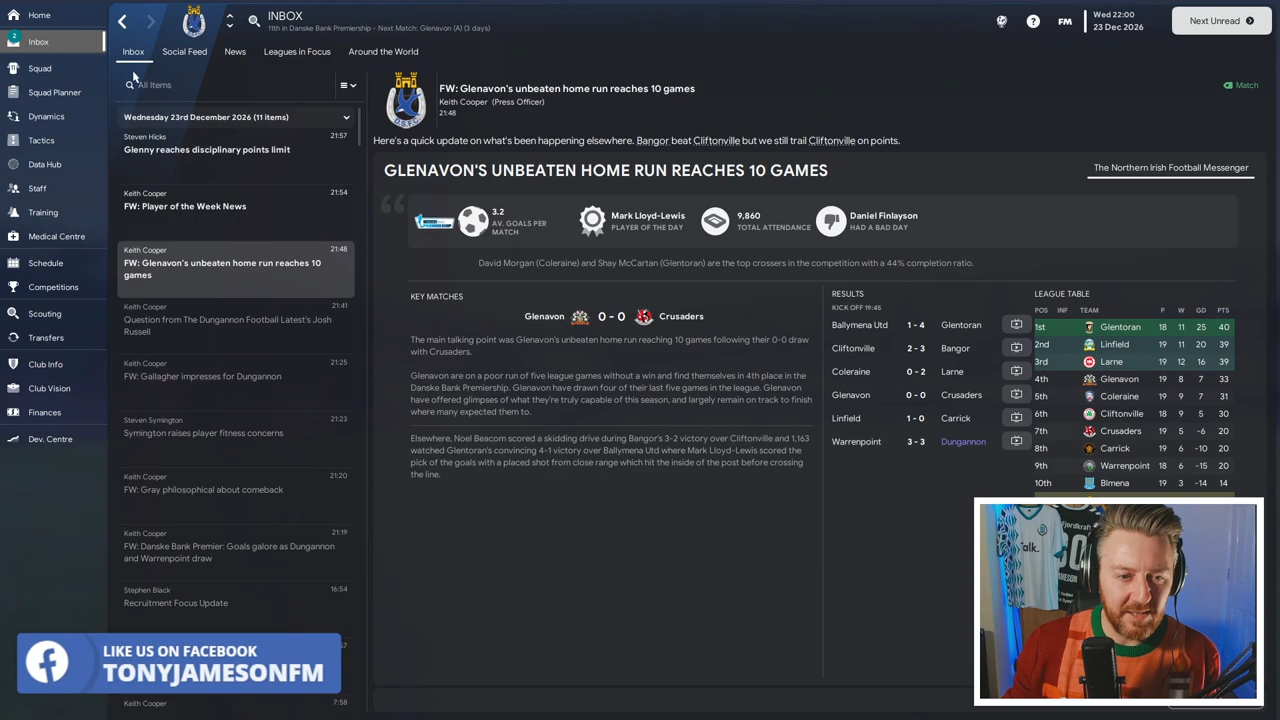 Home
2
Inbox
Squad
Squad Planner
Dynamics
Tactics
Data Hub
Staff
Training
Medical Centre
Schedule
Competitions
Scouting
Transfers
Club Info
Club Vision
Finances
Dev. Centre
INBOX
11th in Danske Bank Premiership - Next Match: Glenavon (A) (3 days)
FM
Wed 22:00
23 Dec 2026
Next Unread
Inbox
Social Feed
News
Leagues in Focus
Around the World
All Items
Wednesday 23rd December 2026 (11 items)
Steven Hicks
21:57
Glenny reaches disciplinary points limit
Keith Cooper
21:54
FW: Player of the Week News
Keith Cooper
21:48
FW: Glenavon's unbeaten home run reaches 10
games
Keith Cooper
21:41
Question from The Dungannon Football Latest's Josh
Russell
Keith Cooper
21:25
FW: Gallagher impresses for Dungannon
Steven Symington
21:23
Symington raises player fitness concerns
Keith Cooper
21:20
FW: Gray philosophical about comeback
Keith Cooper
21:19
FW: Danske Bank Premier: Goals galore as Dungannon
and Warrenpoint draw
Stephen Black
16:54
Recruitment Focus Update
Keith Cooper
7:58
FW: Glenavon's unbeaten home run reaches 10 games
Keith Cooper (Press Officer)
21:48
Match
Here's a quick update on what's been happening elsewhere. Bangor beat Cliftonville but we still trail Cliftonville on points.
GLENAVON'S UNBEATEN HOME RUN REACHES 10 GAMES
The Northern Irish Football Messenger
3.2
AV. GOALS PER
MATCH
Mark Lloyd-Lewis
PLAYER OF THE DAY
9,860
TOTAL ATTENDANCE
Daniel Finlayson
HAD A BAD DAY
David Morgan (Coleraine) and Shay McCartan (Glentoran) are the top crossers in the competition with a 44% completion ratio.
KEY MATCHES
Glenavon 0 - 0 Crusaders
The main talking point was Glenavon's unbeaten home run reaching 10 games following their 0-0 draw
with Crusaders.
Glenavon are on a poor run of five league games without a win and find themselves in 4th place in the
Danske Bank Premiership. Glenavon have drawn four of their last five games in the league. Glenavon
have offered glimpses of what they're truly capable of this season, and largely remain on track to finish
where many expected them to.
Elsewhere, Noel Beacom scored a skidding drive during Bangor's 3-2 victory over Cliftonville and 1,163
watched Glentoran's convincing 4-1 victory over Ballymena Utd where Mark Lloyd-Lewis scored the
pick of the goals with a placed shot from close range which hit the inside of the post before crossing
the line.
RESULTS
KICK OFF 19:45
Ballymena Utd 1 - 4 Glentoran
Cliftonville 2 - 3 Bangor
Coleraine 0 - 2 Larne
Glenavon 0 - 0 Crusaders
Linfield 1 - 0 Carrick
Warrenpoint 3 - 3 Dungannon
LEAGUE TABLE
POS INF TEAM P W GD PTS
1st Glentoran 18 11 25 40
2nd Linfield 19 11 20 39
3rd Larne 19 12 16 39
4th Glenavon 19 8 7 33
5th Coleraine 19 9 7 31
6th Cliftonville 18 9 5 30
7th Crusaders 19 5 -6 20
8th Carrick 19 6 -10 20
9th Warrenpoint 18 6 -15 20
10th Blmena 19 3 -14 14
LIKE US ON FACEBOOK
TONYJAMESONFM